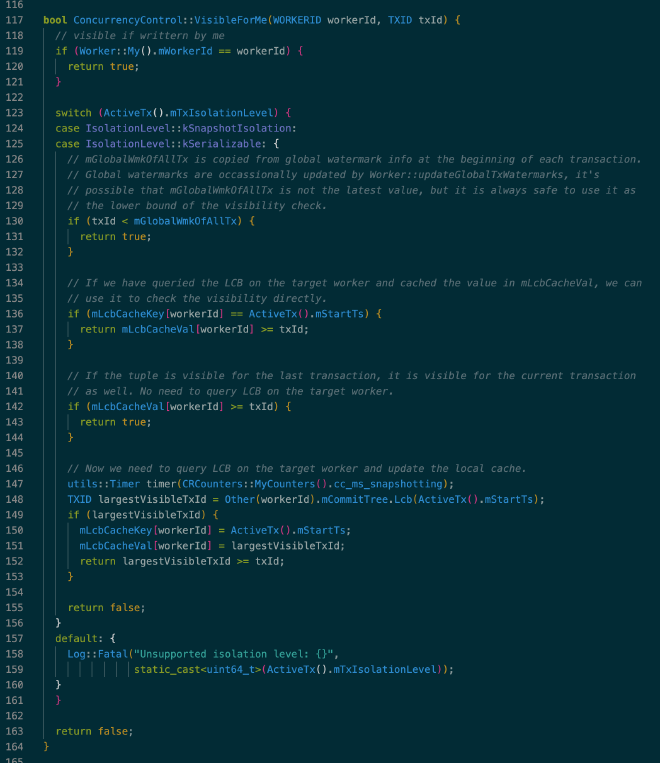 116
117 bool ConcurrencyControl::VisibleForMe(WORKERID workerId, TXID txId) {
118 // visible if writtern by me
119 if (Worker::My().mWorkerId == workerId) {
120 return true;
121 }
122
123 switch (ActiveTx().mTxIsolationLevel) {
124 case IsolationLevel::kSnapshotIsolation:
125 case IsolationLevel::kSerializable: {
126 // mGlobalWmkOfAllTx is copied from global watermark info at the beginning of each transaction.
127 // Global watermarks are occassionally updated by Worker::updateGlobalTxWatermarks, it's
128 // possible that mGlobalWmkOfAllTx is not the latest value, but it is always safe to use it as
129 // the lower bound of the visibility check.
130 if (txId < mGlobalWmkOfAllTx) {
131 return true;
132 }
133
134 // If we have queried the LCB on the target worker and cached the value in mLcbCacheVal, we can
135 // use it to check the visibility directly.
136 if (mLcbCacheKey[workerId] == ActiveTx().mStartTs) {
137 return mLcbCacheVal[workerId] >= txId;
138 }
139
140 // If the tuple is visible for the last transaction, it is visible for the current transaction
141 // as well. No need to query LCB on the target worker.
142 if (mLcbCacheVal[workerId] >= txId) {
143 return true;
144 }
145
146 // Now we need to query LCB on the target worker and update the local cache.
147 utils::Timer timer(CRCounters::MyCounters().cc_ms_snapshotting);
148 TXID largestVisibleTxId = Other(workerId).mCommitTree.Lcb(ActiveTx().mStartTs);
149 if (largestVisibleTxId) {
150 mLcbCacheKey[workerId] = ActiveTx().mStartTs;
151 mLcbCacheVal[workerId] = largestVisibleTxId;
152 return largestVisibleTxId >= txId;
153 }
154
155 return false;
156 }
157 default: {
158 Log::Fatal("Unsupported isolation level: {}",
159 static_cast<uint64_t>(ActiveTx().mTxIsolationLevel));
160 }
161 }
162
163 return false;
164 }
165